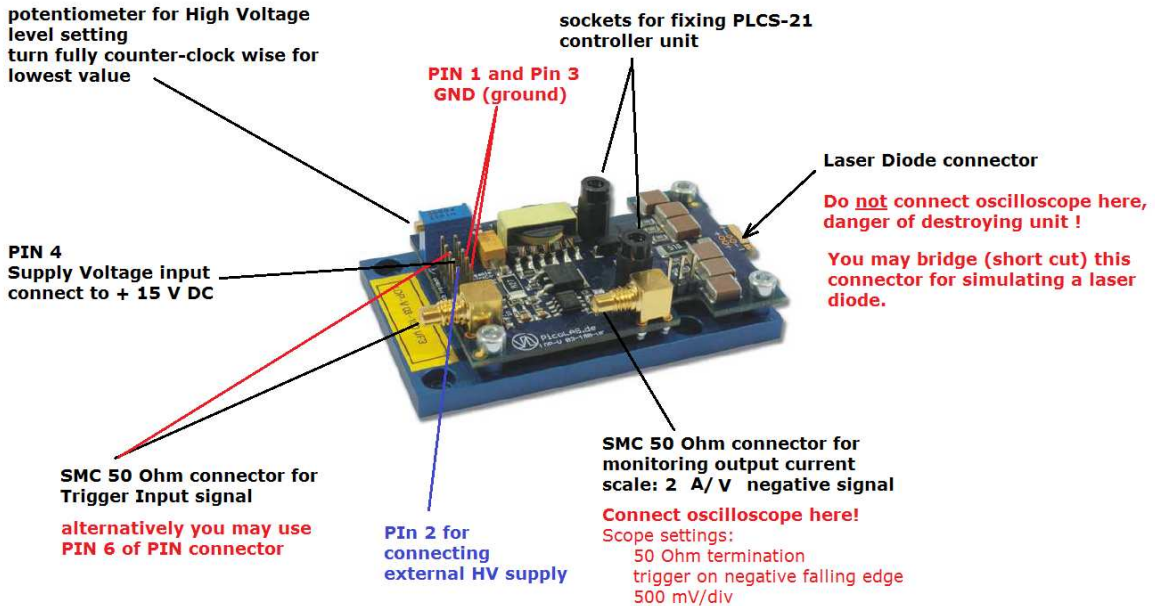 potentiometer for High Voltage
level setting
turn fully counter-clock wise for
lowest value
sockets for fixing PLCS-21
controller unit
PIN 1 and Pin 3
GND (ground)
Laser Diode connector
Do not connect oscilloscope here,
danger of destroying unit !
You may bridge (short cut) this
connector for simulating a laser
diode.
PIN 4
Supply Voltage input
connect to + 15 V DC
PicoLAS.de
SMC 50 Ohm connector for
Trigger Input signal
alternatively you may use
PIN 6 of PIN connector
PIn 2 for
connecting
external HV supply
SMC 50 Ohm connector for
monitoring output current
scale: 2 A/V negative signal
Connect oscilloscope here!
Scope settings:
50 Ohm termination
trigger on negative falling edge
500 mV/div